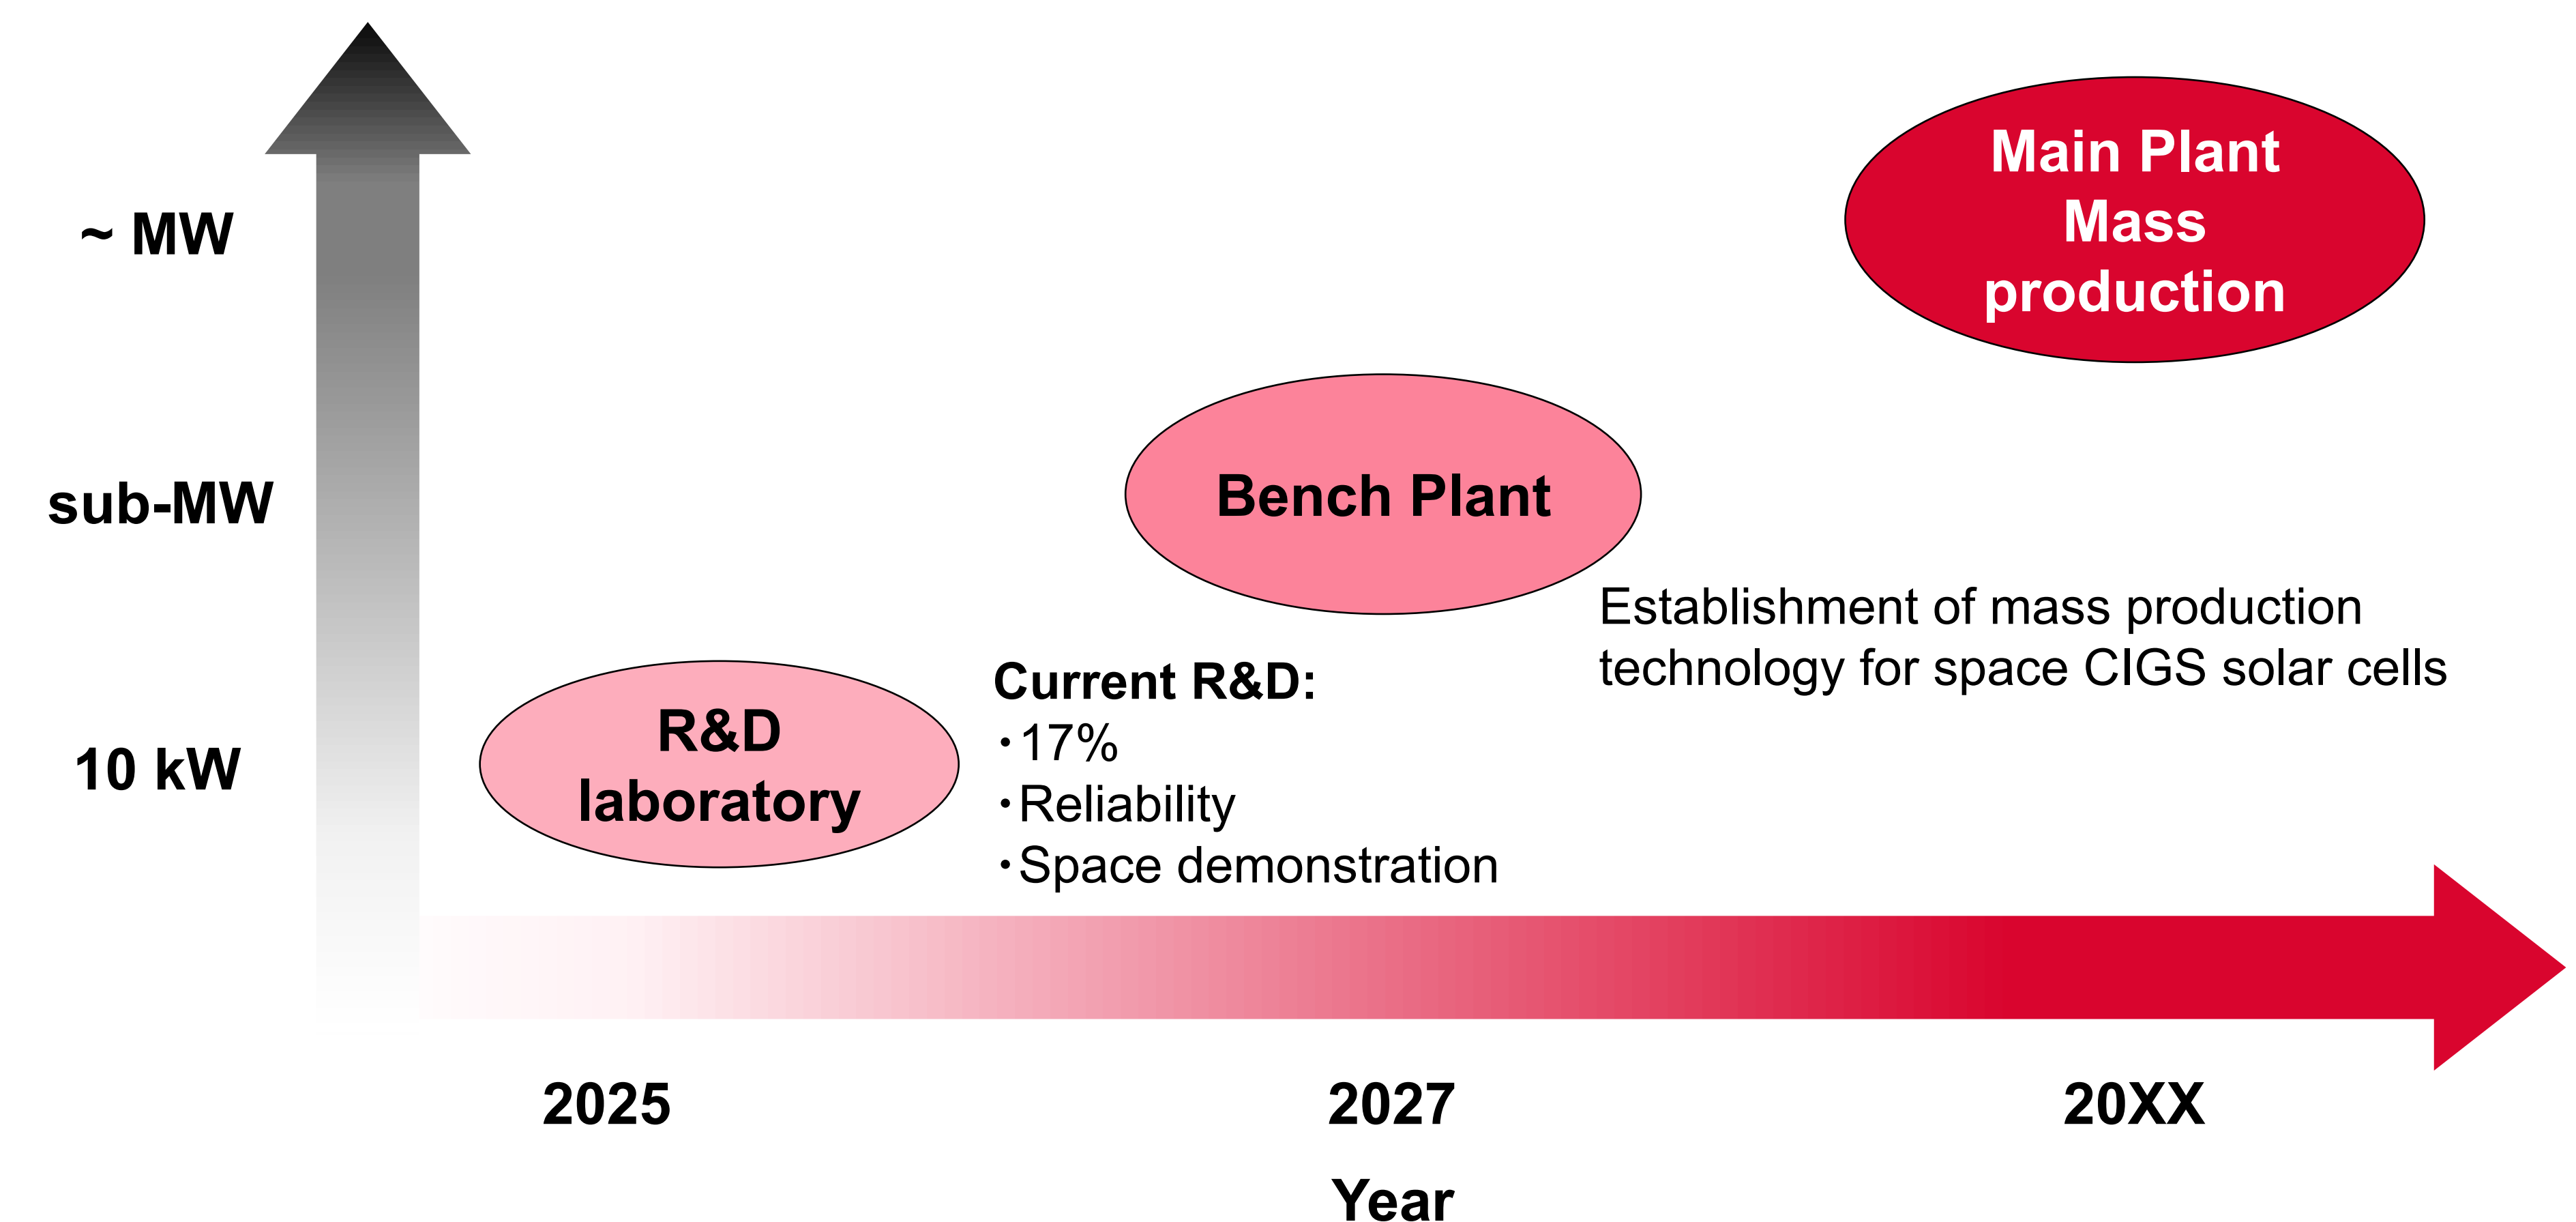 ~ MW
sub-MW
10 kW
Main Plant
Mass
production
Bench Plant
Establishment of mass production
technology for space CIGS solar cells
R&D
laboratory
Current R&D:
・17%
・Reliability
・Space demonstration
2025
2027
20XX
Year